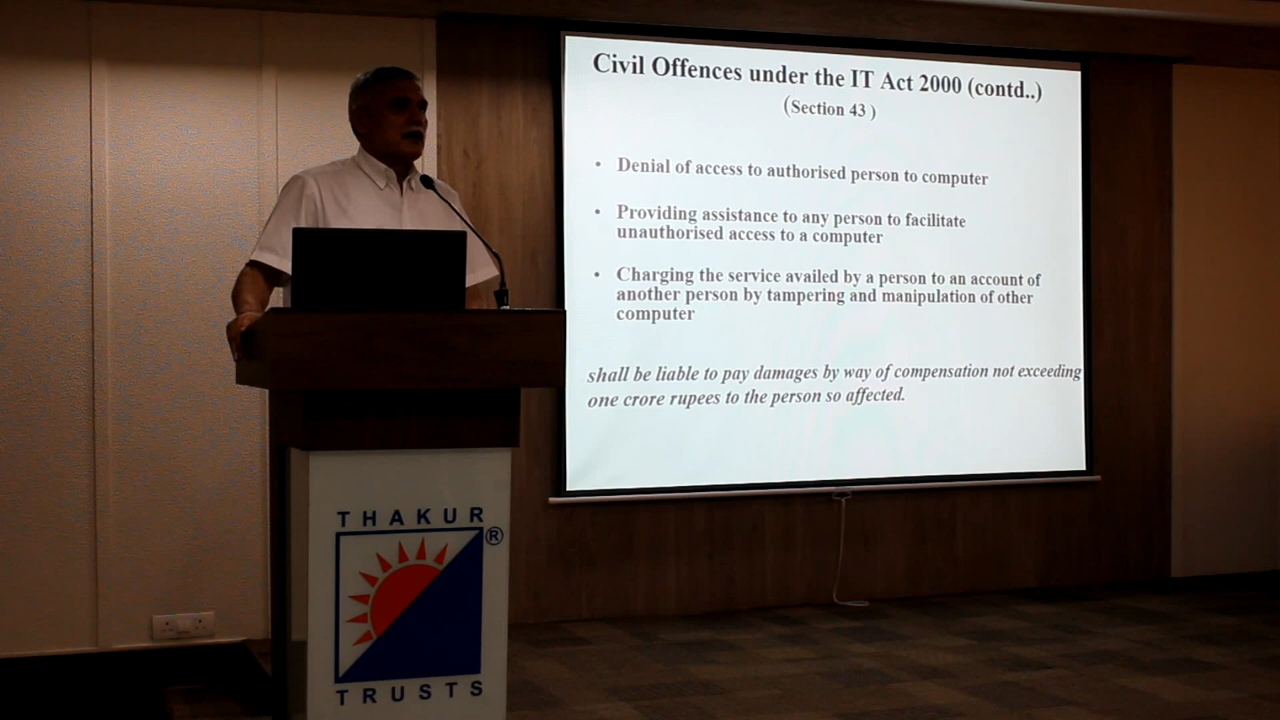 Civil Offences under the IT Act 2000 (contd..)
(Section 43 )
• Denial of access to authorised person to computer
• Providing assistance to any person to facilitate
unauthorised access to a computer
• Charging the service availed by a person to an account of
another person by tampering and manipulation of other
computer
shall be liable to pay damages by way of compensation not exceeding
one crore rupees to the person so affected.
THAKUR
®
TRUSTS